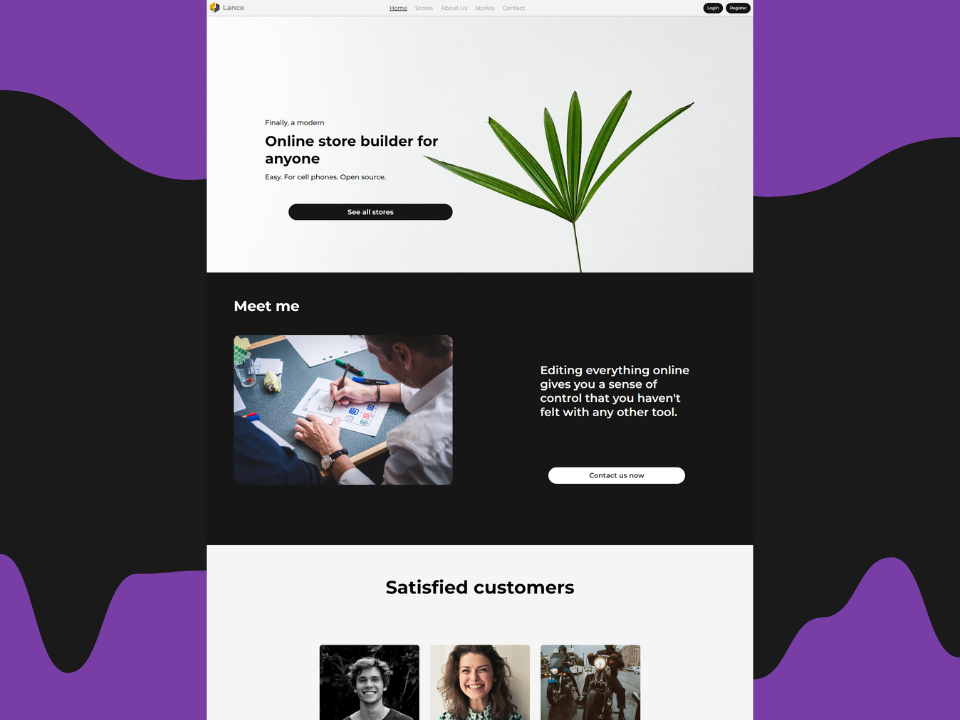 Lance
Home Stores About Us Stories Contact
Login Register
Finally, a modern
Online store builder for
anyone
Easy. For cell phones. Open source.
See all stores
Meet me
Editing everything online
gives you a sense of
control that you haven't
felt with any other tool.
Contact us now
Satisfied customers